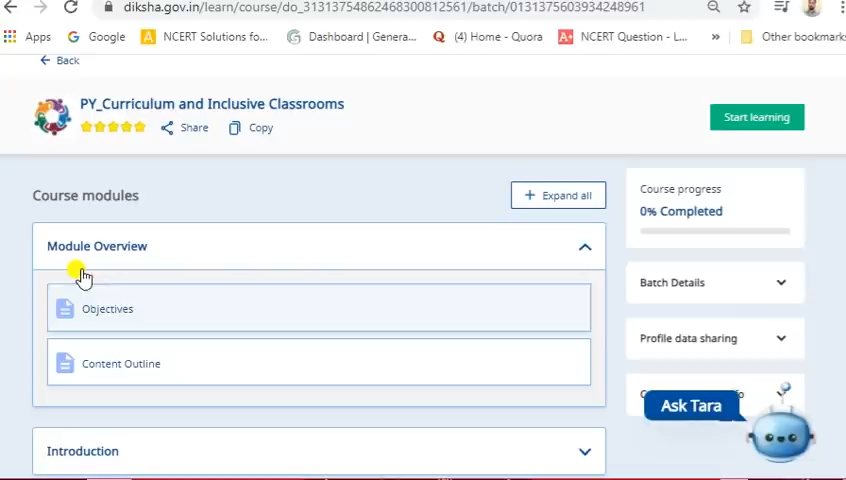 diksha.gov.in/learn/course/do_31313754862468300812561/batch/0131375603934248961
Apps
Google
NCERT Solutions fo...
Dashboard | Genera...
(4) Home - Quora
NCERT Question - L...
»
Other bookmark
Back
PY_Curriculum and Inclusive Classrooms
Share
Copy
Start learning
Course modules
+ Expand all
Course progress
0% Completed
Module Overview
Objectives
Content Outline
Introduction
Batch Details
Profile data sharing
Ask Tara